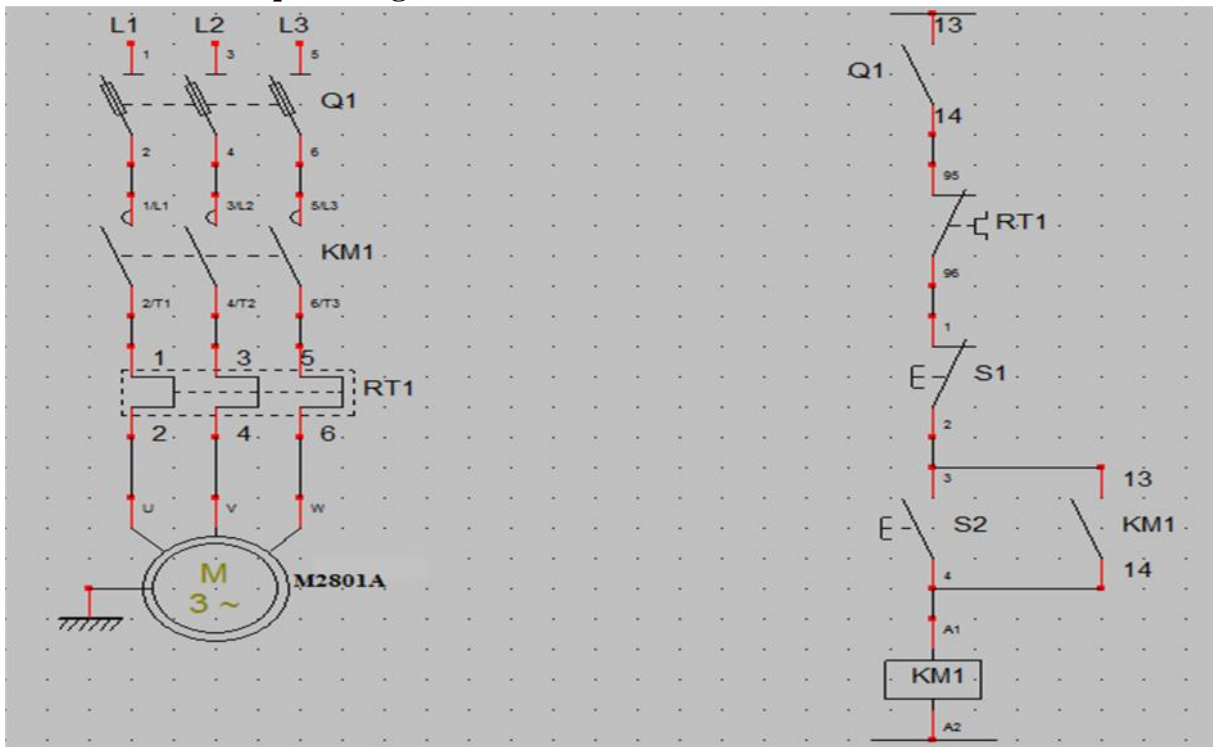 L1 L2 L3
1 3 5
Q1
2 4 6
1/L1 3/L2 5/L3
KM1
2/T1 4/T2 6/T3
1 3 5
RT1
2 4 6
U V W
M
3 ~
M2801A
13
Q1
14
95
RT1
96
1
S1
2
3
S2
4
13
KM1
14
A1
KM1
A2